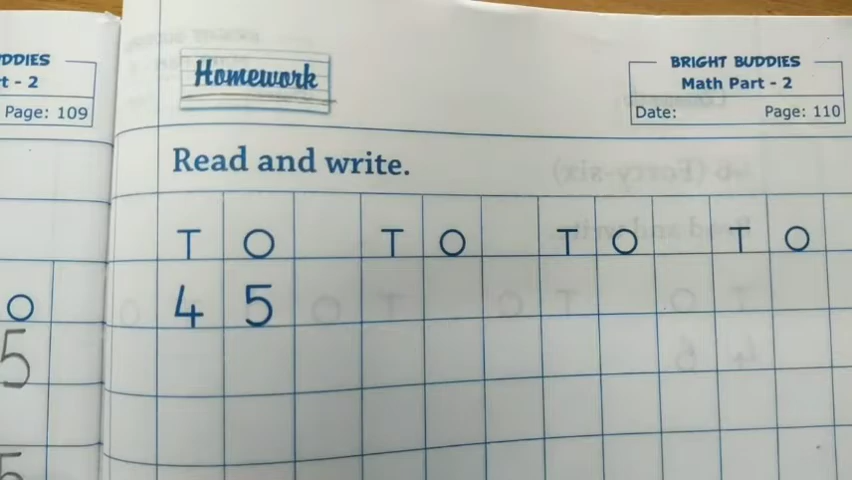 DDIES
t - 2
Page: 109
O
5
5
Homework
BRIGHT BUDDIES
Math Part - 2
Date: Page: 110
Read and write.
T O T O T O T O
4 5